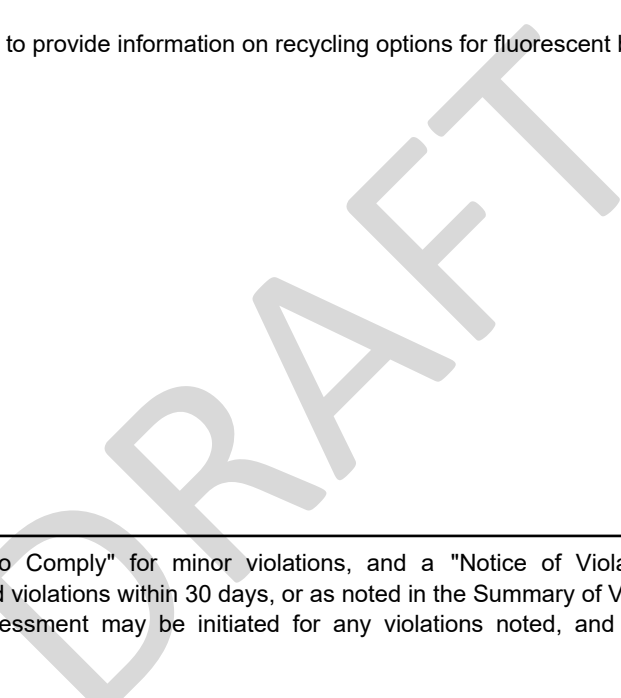 to provide information on recycling options for fluorescent
DRAFT
o Comply" for minor violations, and a "Notice of
violations within 30 days, or as noted in the Summary of
essment may be initiated for any violations noted, and